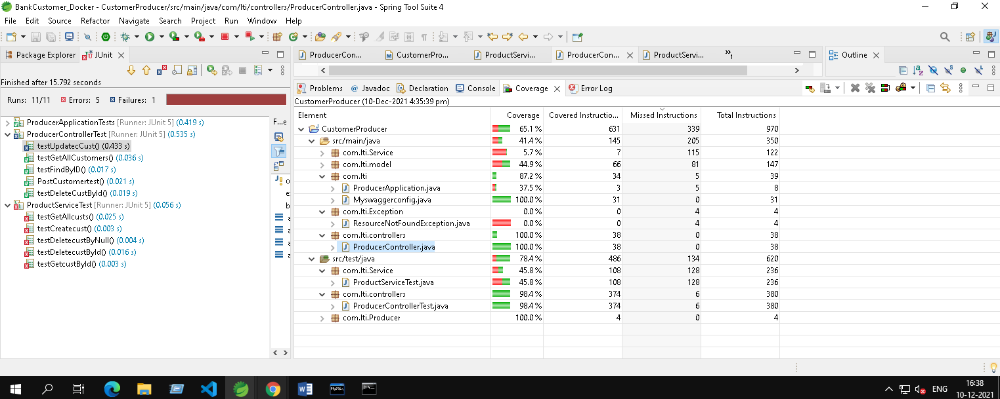 BankCustomer_Docker - CustomerProducer/src/main/java/com/lti/controllers/ProducerController.java - Spring Tool Suite 4
File Edit Source Refactor Navigate Search Project Run Window Help
Package Explorer JUnit
Finished after 15.792 seconds
Runs: 11/11 Errors: 5 Failures: 1
ProducerApplicationTests [Runner: JUnit 5] (0.419 s)
ProducerControllerTest [Runner: JUnit 5] (0.535 s)
testUpdatecCust() (0.433 s)
testGetAllCustomers() (0.036 s)
testFindByID() (0.017 s)
PostCustomertest() (0.021 s)
testDeleteCustById() (0.019 s)
ProductServiceTest [Runner: JUnit 5] (0.056 s)
testGetAllcusts() (0.025 s)
testCreatecust() (0.003 s)
testDeletecustByNull() (0.004 s)
testDeletecustById() (0.016 s)
testGetcustById() (0.003 s)
F...e
ProducerCon... CustomerPro... ProductServi... ProducerCon... ProductServi... 1
Outline
Problems Javadoc Declaration Console Coverage Error Log
CustomerProducer (10-Dec-2021 4:35:39 pm)
Element Coverage Covered Instructio... Missed Instructions Total Instructions
CustomerProducer 65.1 % 631 339 970
src/main/java 41.4 % 145 205 350
com.lti.Service 5.7 % 7 115 122
com.lti.model 44.9 % 66 81 147
com.lti 87.2 % 34 5 39
ProducerApplication.java 37.5 % 3 5 8
Myswaggerconfig.java 100.0 % 31 0 31
com.lti.Exception 0.0 % 0 4 4
ResourceNotFoundException.java 0.0 % 0 4 4
com.lti.controllers 100.0 % 38 0 38
ProducerController.java 100.0 % 38 0 38
src/test/java 78.4 % 486 134 620
com.lti.Service 45.8 % 108 128 236
ProductServiceTest.java 45.8 % 108 128 236
com.lti.controllers 98.4 % 374 6 380
ProducerControllerTest.java 98.4 % 374 6 380
com.lti.Producer 100.0 % 4 0 4
ENG
16:38
10-12-2021